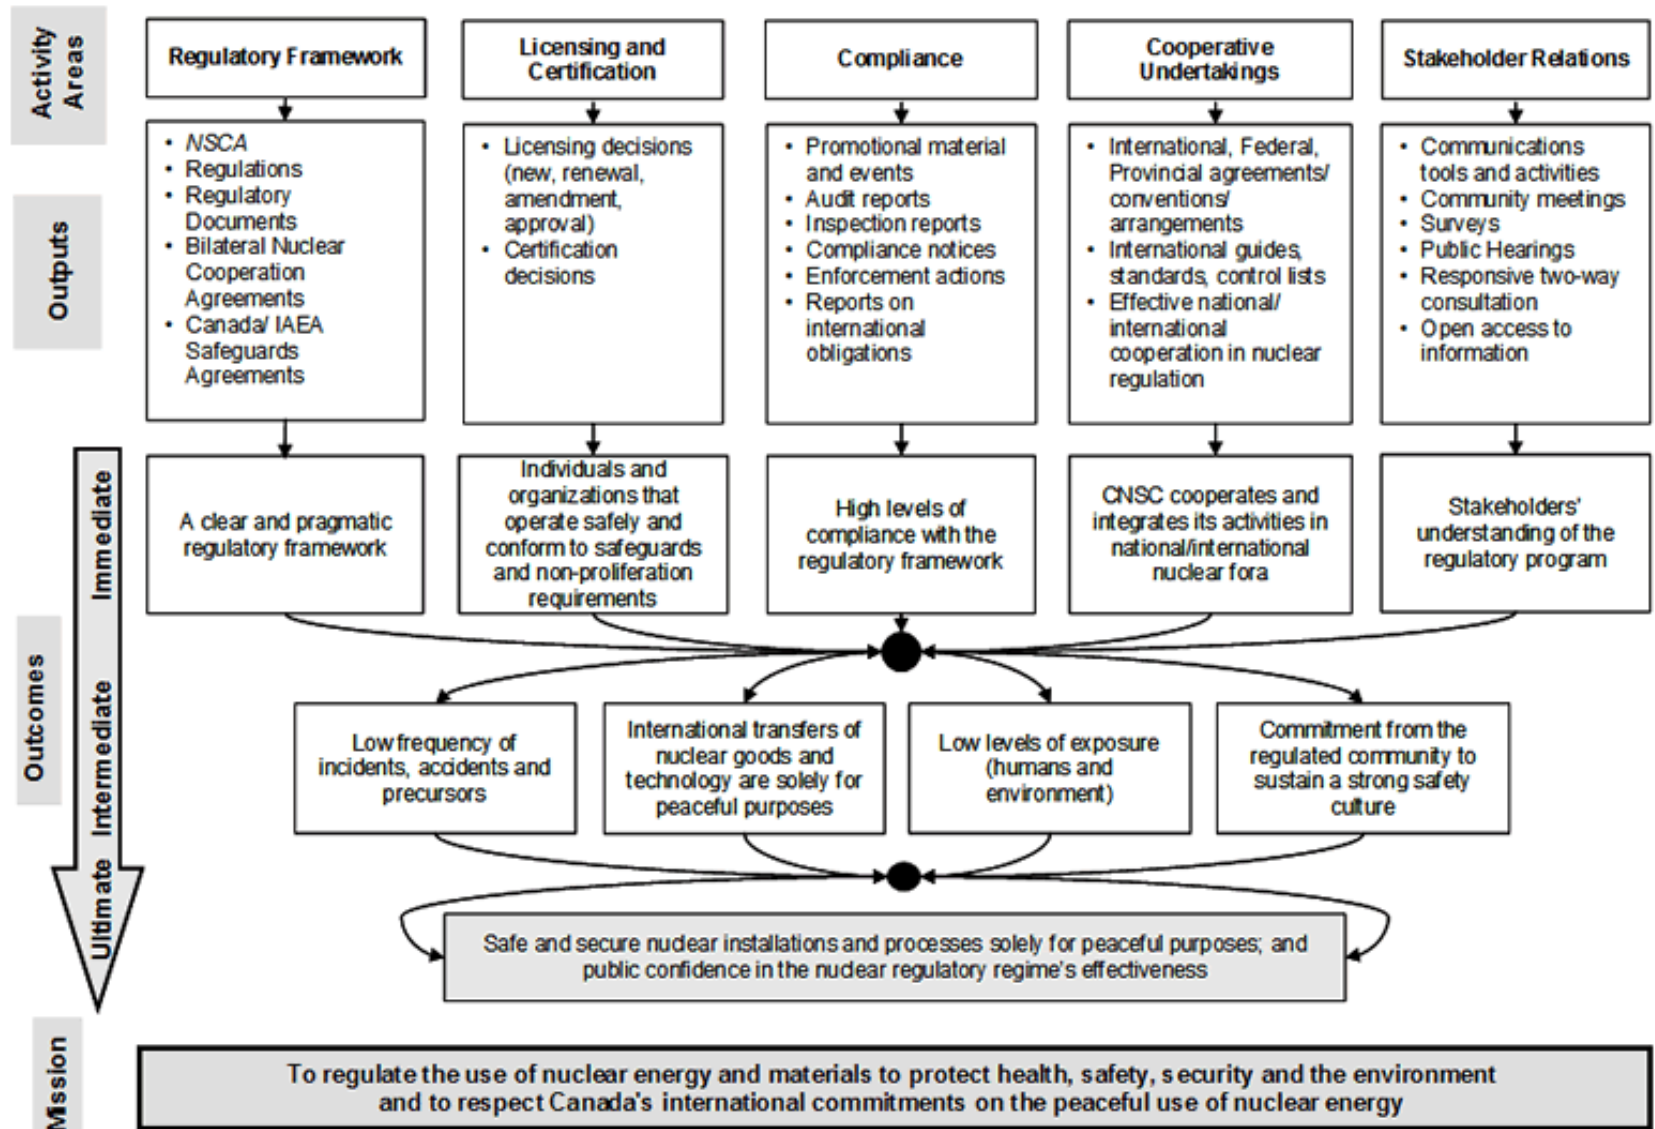 Activity
Areas
Regulatory Framework
Licensing and
Certification
Compliance
Cooperative
Undertakings
Stakeholder Relations
Outputs
• NSCA
• Regulations
• Regulatory
Documents
• Bilateral Nuclear
Cooperation
Agreements
• Canada/ IAEA
Safeguards
Agreements
• Licensing decisions
(new, renewal,
amendment,
approval)
• Certification
decisions
• Promotional material
and events
• Audit reports
• Inspection reports
• Compliance notices
• Enforcement actions
• Reports on
international
obligations
• International, Federal,
Provincial agreements/
conventions/
arrangements
• International guides,
standards, control lists
• Effective national/
international
cooperation in nuclear
regulation
• Communications
tools and activities
• Community meetings
• Surveys
• Public Hearings
• Responsive two-way
consultation
• Open access to
information
Outcomes
Immediate
A clear and pragmatic
regulatory framework
Individuals and
organizations that
operate safely and
conform to safeguards
and non-proliferation
requirements
High levels of
compliance with the
regulatory framework
CNSC cooperates and
integrates its activities in
national/international
nuclear fora
Stakeholders'
understanding of the
regulatory program
Intermediate
Low frequency of
incidents, accidents and
precursors
International transfers of
nuclear goods and
technology are solely for
peaceful purposes
Low levels of exposure
(humans and
environment)
Commitment from the
regulated community to
sustain a strong safety
culture
Ultimate
Safe and secure nuclear installations and processes solely for peaceful purposes; and
public confidence in the nuclear regulatory regime's effectiveness
Mission
To regulate the use of nuclear energy and materials to protect health, safety, security and the environment
and to respect Canada's international commitments on the peaceful use of nuclear energy